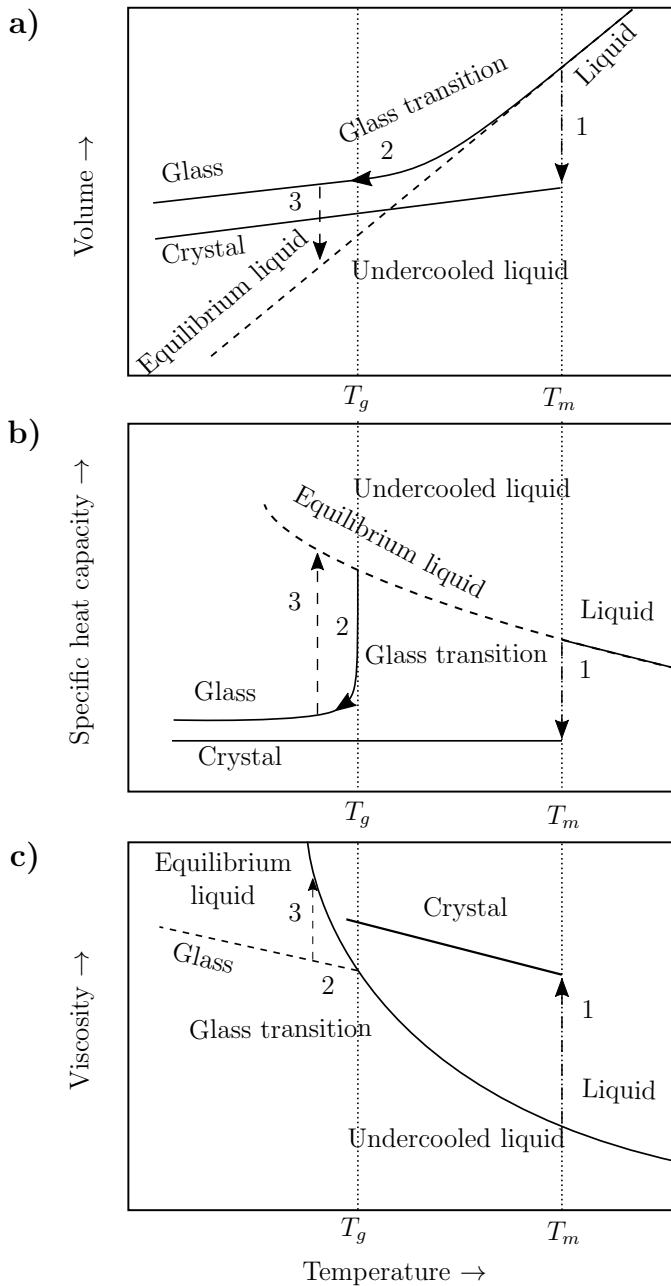 a)
Volume →
Liquid
Glass transition
1
2
Glass
3
Crystal
Undercooled liquid
Equilibrium liquid
T_g
T_m
b)
Specific heat capacity →
Undercooled liquid
Equilibrium liquid
Liquid
3
2
Glass transition
1
Glass
Crystal
T_g
T_m
c)
Viscosity →
Equilibrium
liquid
Crystal
3
Glass
2
1
Glass transition
Liquid
Undercooled liquid
T_g
T_m
Temperature →